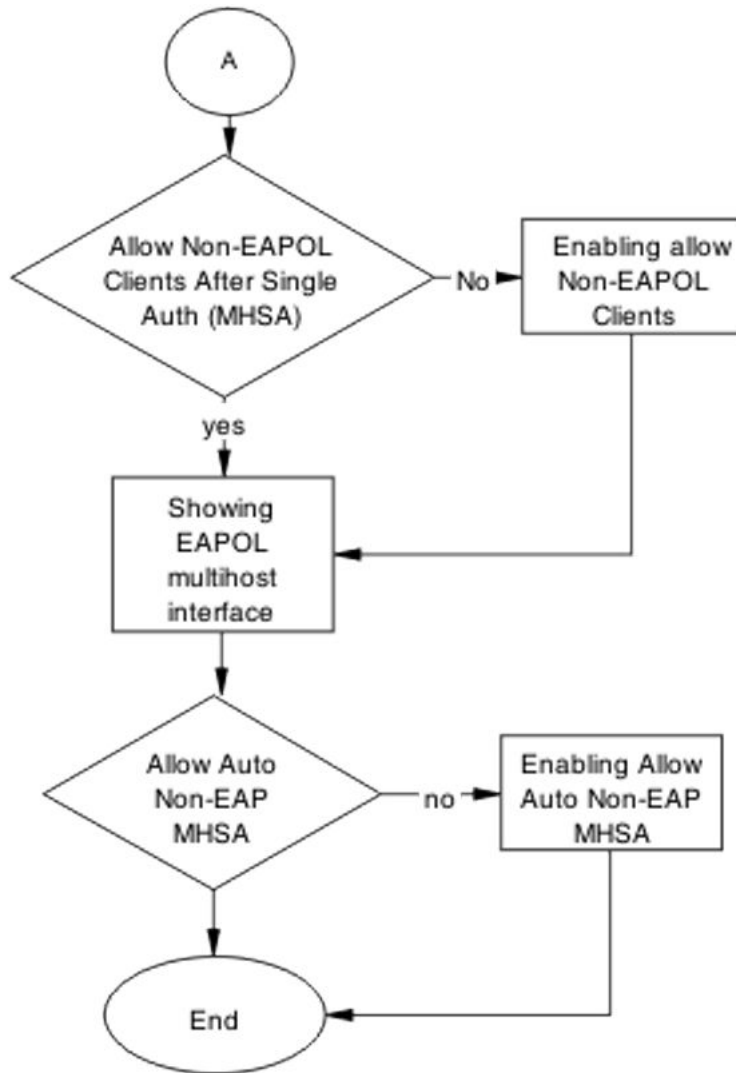 A
Allow Non-EAPOL
Clients After Single
Auth (MHSA)
No
Enabling allow
Non-EAPOL
Clients
yes
Showing
EAPOL
multihost
interface
Allow Auto
Non-EAP
MHSA
no
Enabling Allow
Auto Non-EAP
MHSA
End